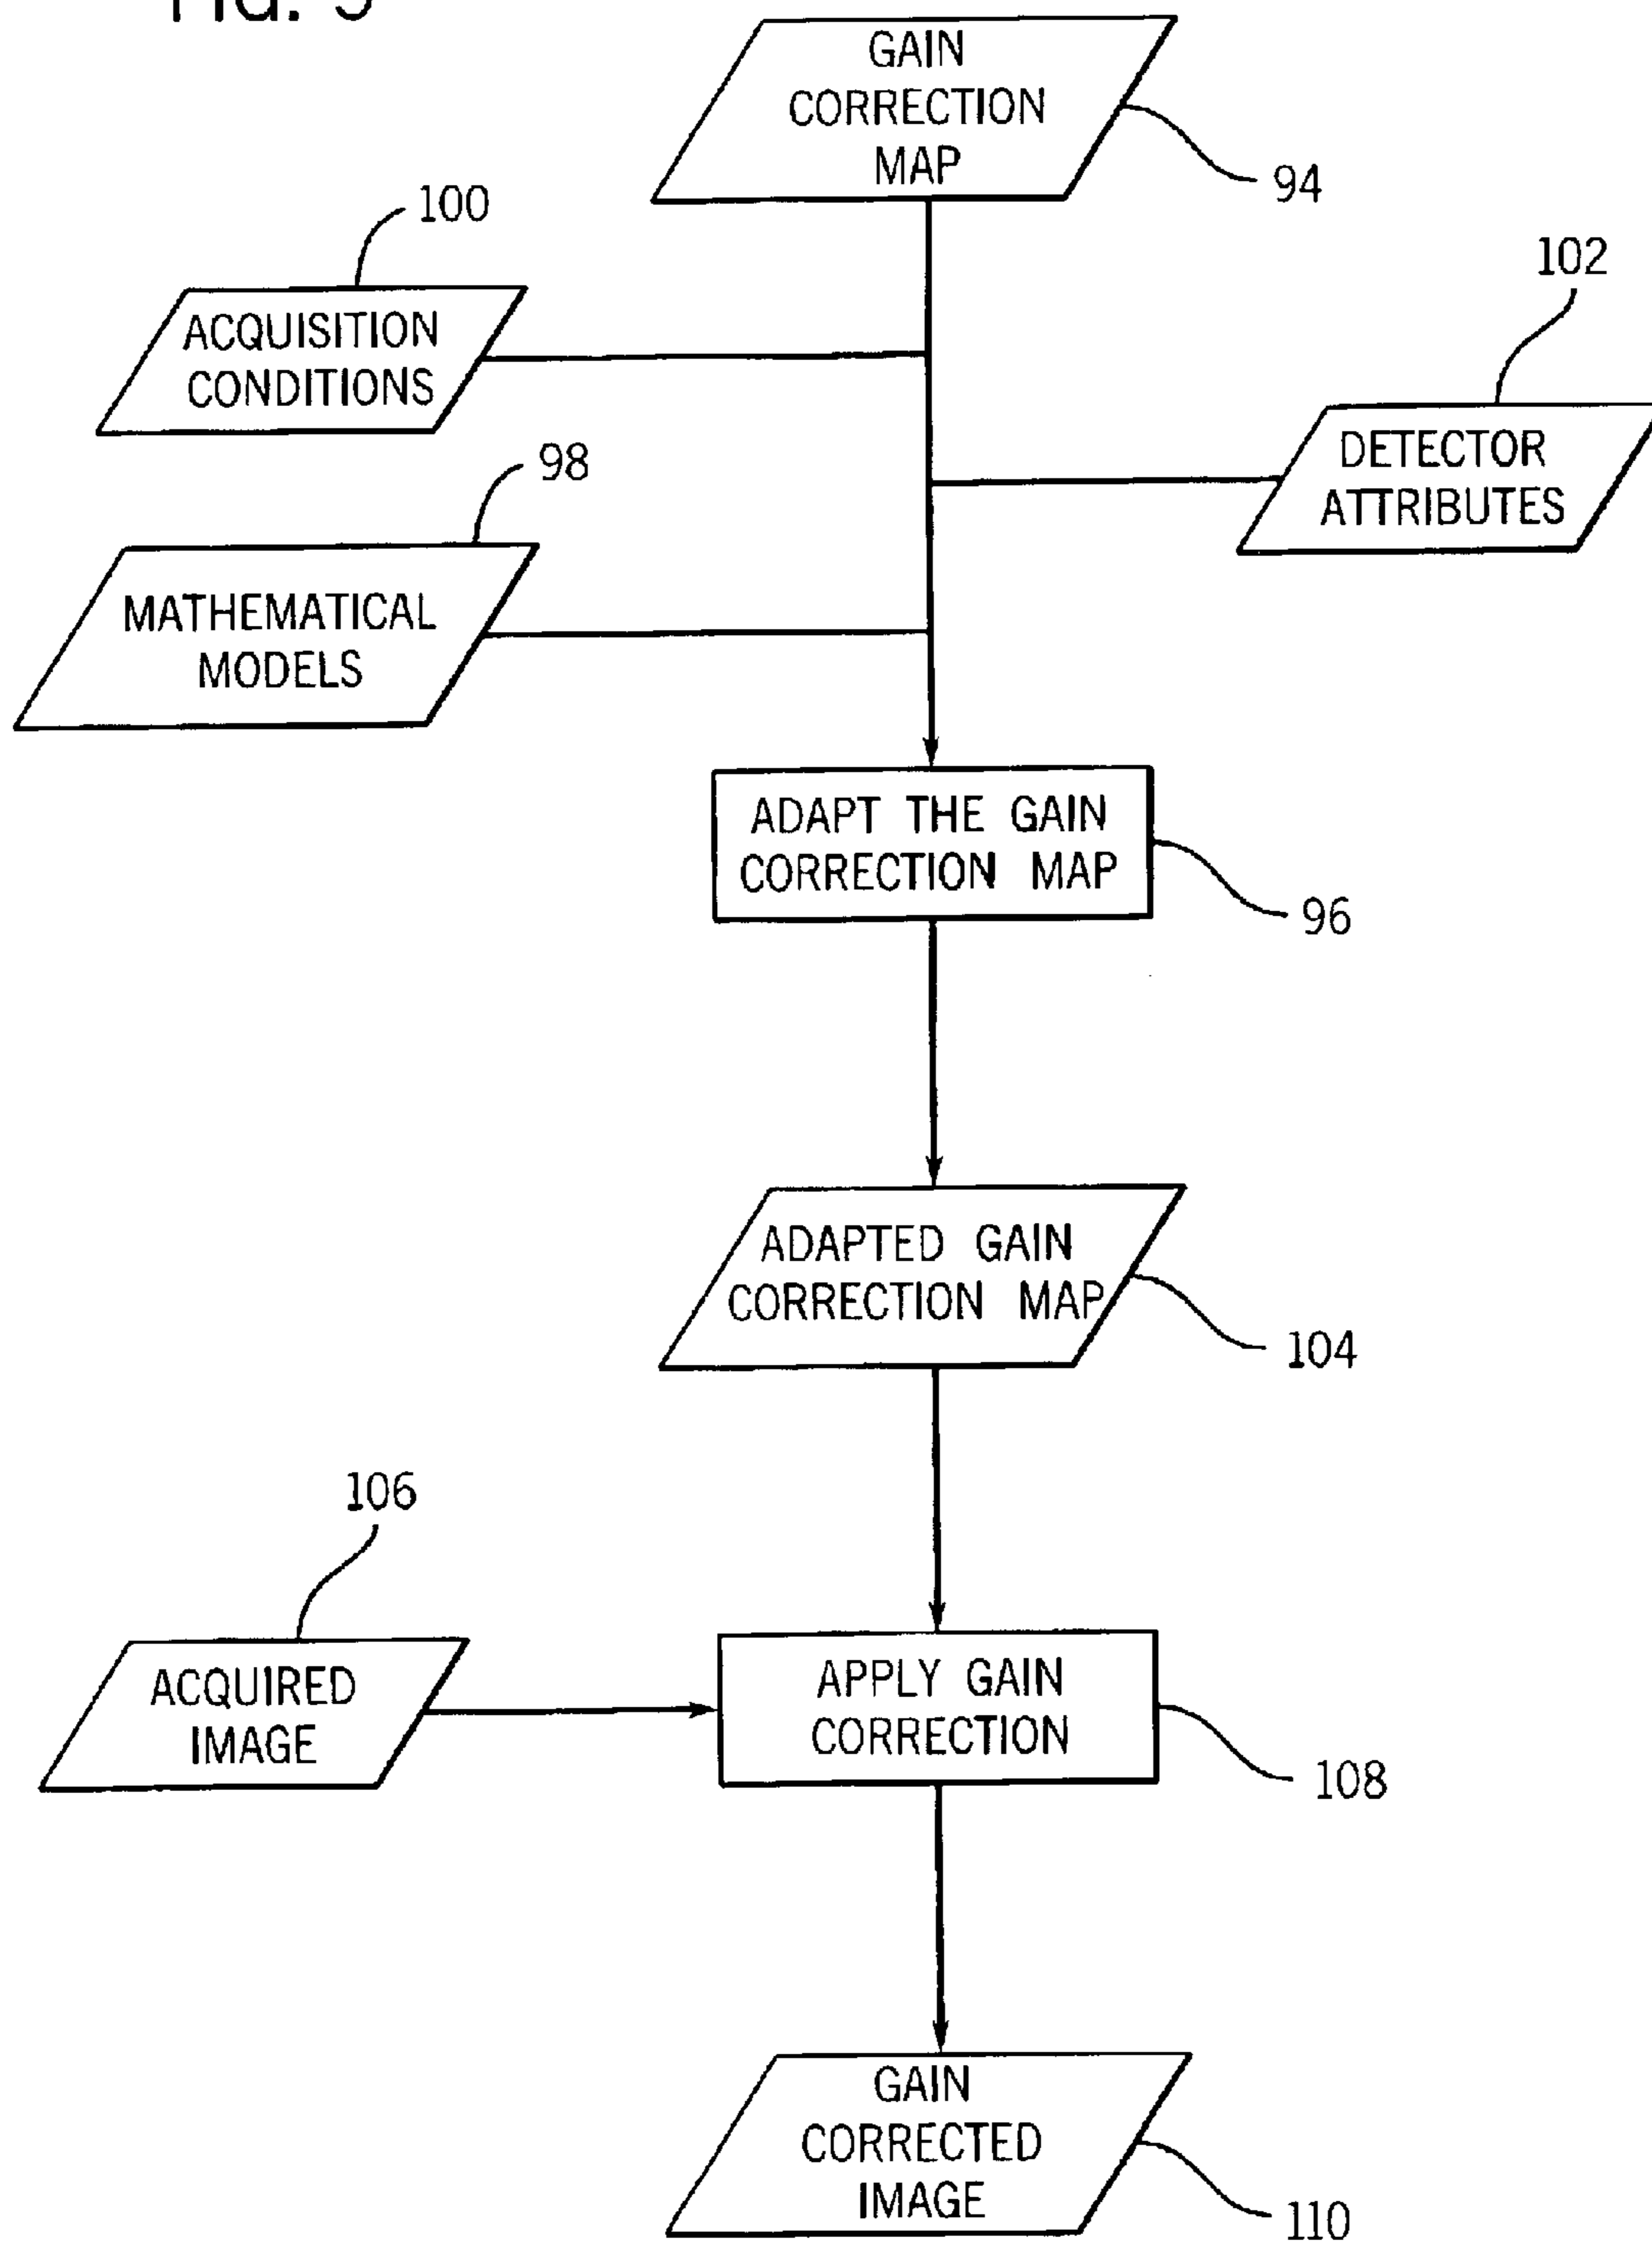 GAIN
CORRECTION
MAP
94
100
ACQUISITION
CONDITIONS
102
DETECTOR
ATTRIBUTES
98
MATHEMATICAL
MODELS
ADAPT THE GAIN
CORRECTION MAP
96
ADAPTED GAIN
CORRECTION MAP
104
106
ACQUIRED
IMAGE
APPLY GAIN
CORRECTION
108
GAIN
CORRECTED
IMAGE
110